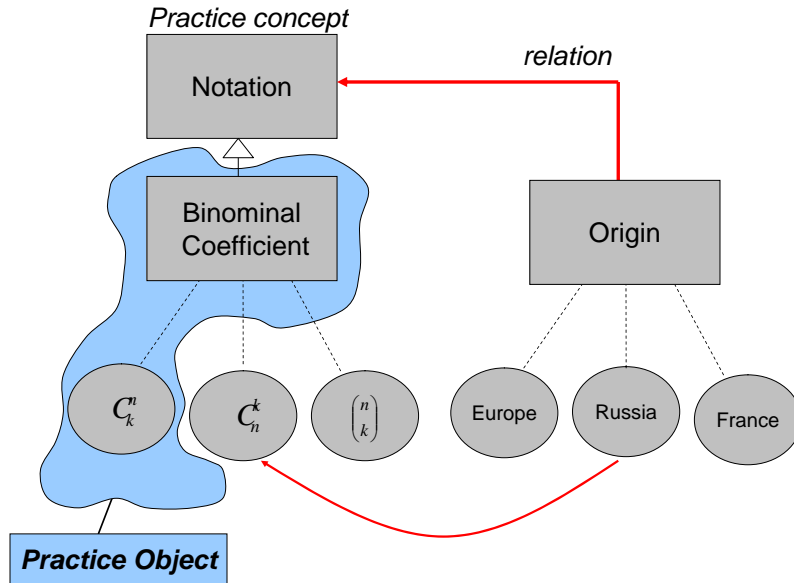 Practice concept
relation
Notation
Binominal
Coefficient
Origin
C_k^n
C_n^k
(n
k)
Europe
Russia
France
Practice Object